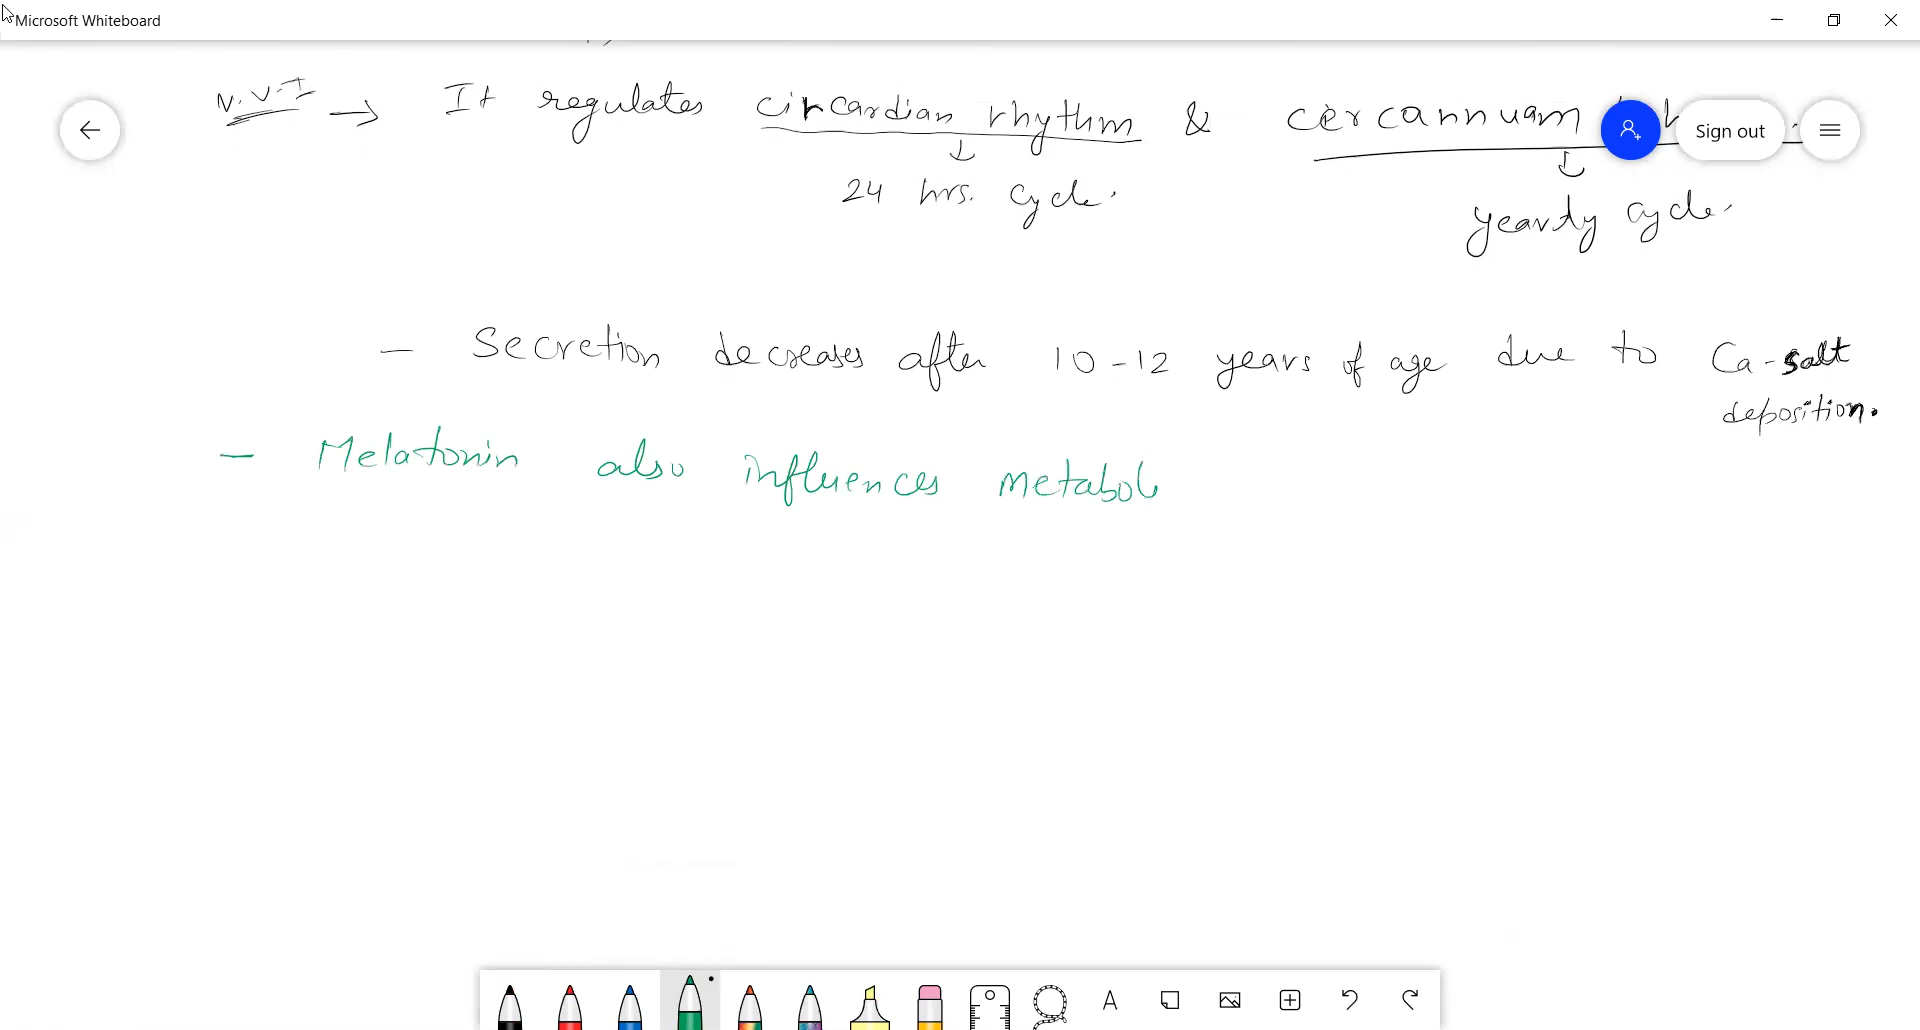 Microsoft Whiteboard
V.V.I → It regulates circardian rhythm & circannuam
Sign out
↓ ↓
24 hrs. cycle.
yearly cycle.
– Secretion decreases after 10-12 years of age due to Ca-salt
deposition.
– Melatonin also influences metabol
A